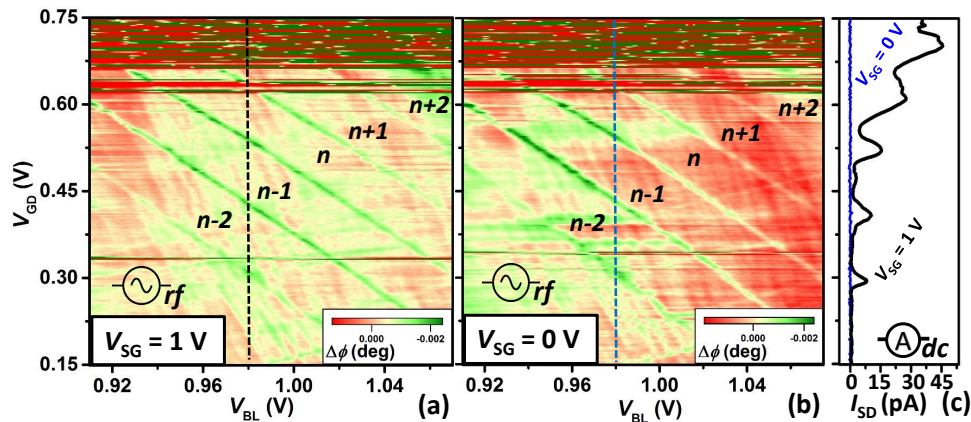 0.75
0.60
0.45
0.30
0.15
V_GD (V)
n+2
n+1
n
n-1
n-2
rf
V_SG = 1 V
0.000 -0.002
Δϕ (deg)
0.92 0.96 1.00 1.04
V_BL (V)
(a)
n+2
n+1
n
n-1
n-2
rf
V_SG = 0 V
0.000 -0.002
Δϕ (deg)
0.92 0.96 1.00 1.04
V_BL (V)
(b)
V_SG = 0 V
V_SG = 1 V
A dc
0 15 30 45
I_SD (pA)
(c)